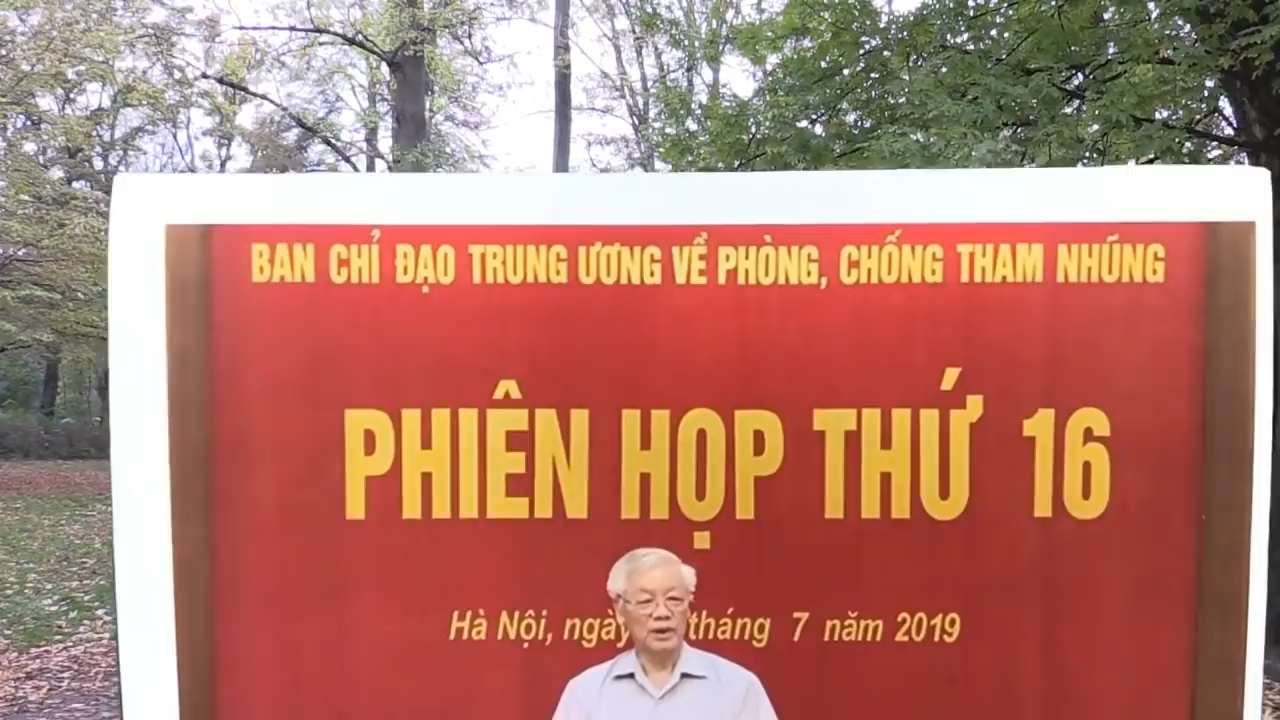 BAN CHỈ ĐẠO TRUNG ƯƠNG VỀ PHÒNG, CHỐNG THAM NHŨNG
PHIÊN HỌP THỨ 16
Hà Nội, ngày tháng 7 năm 2019